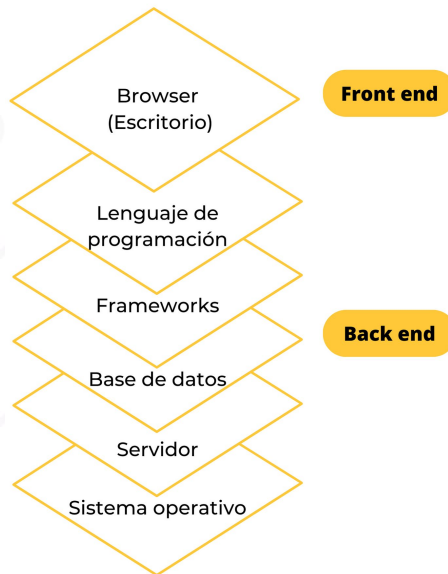 Browser
(Escritorio)
Front end
Lenguaje de
programación
Frameworks
Back end
Base de datos
Servidor
Sistema operativo